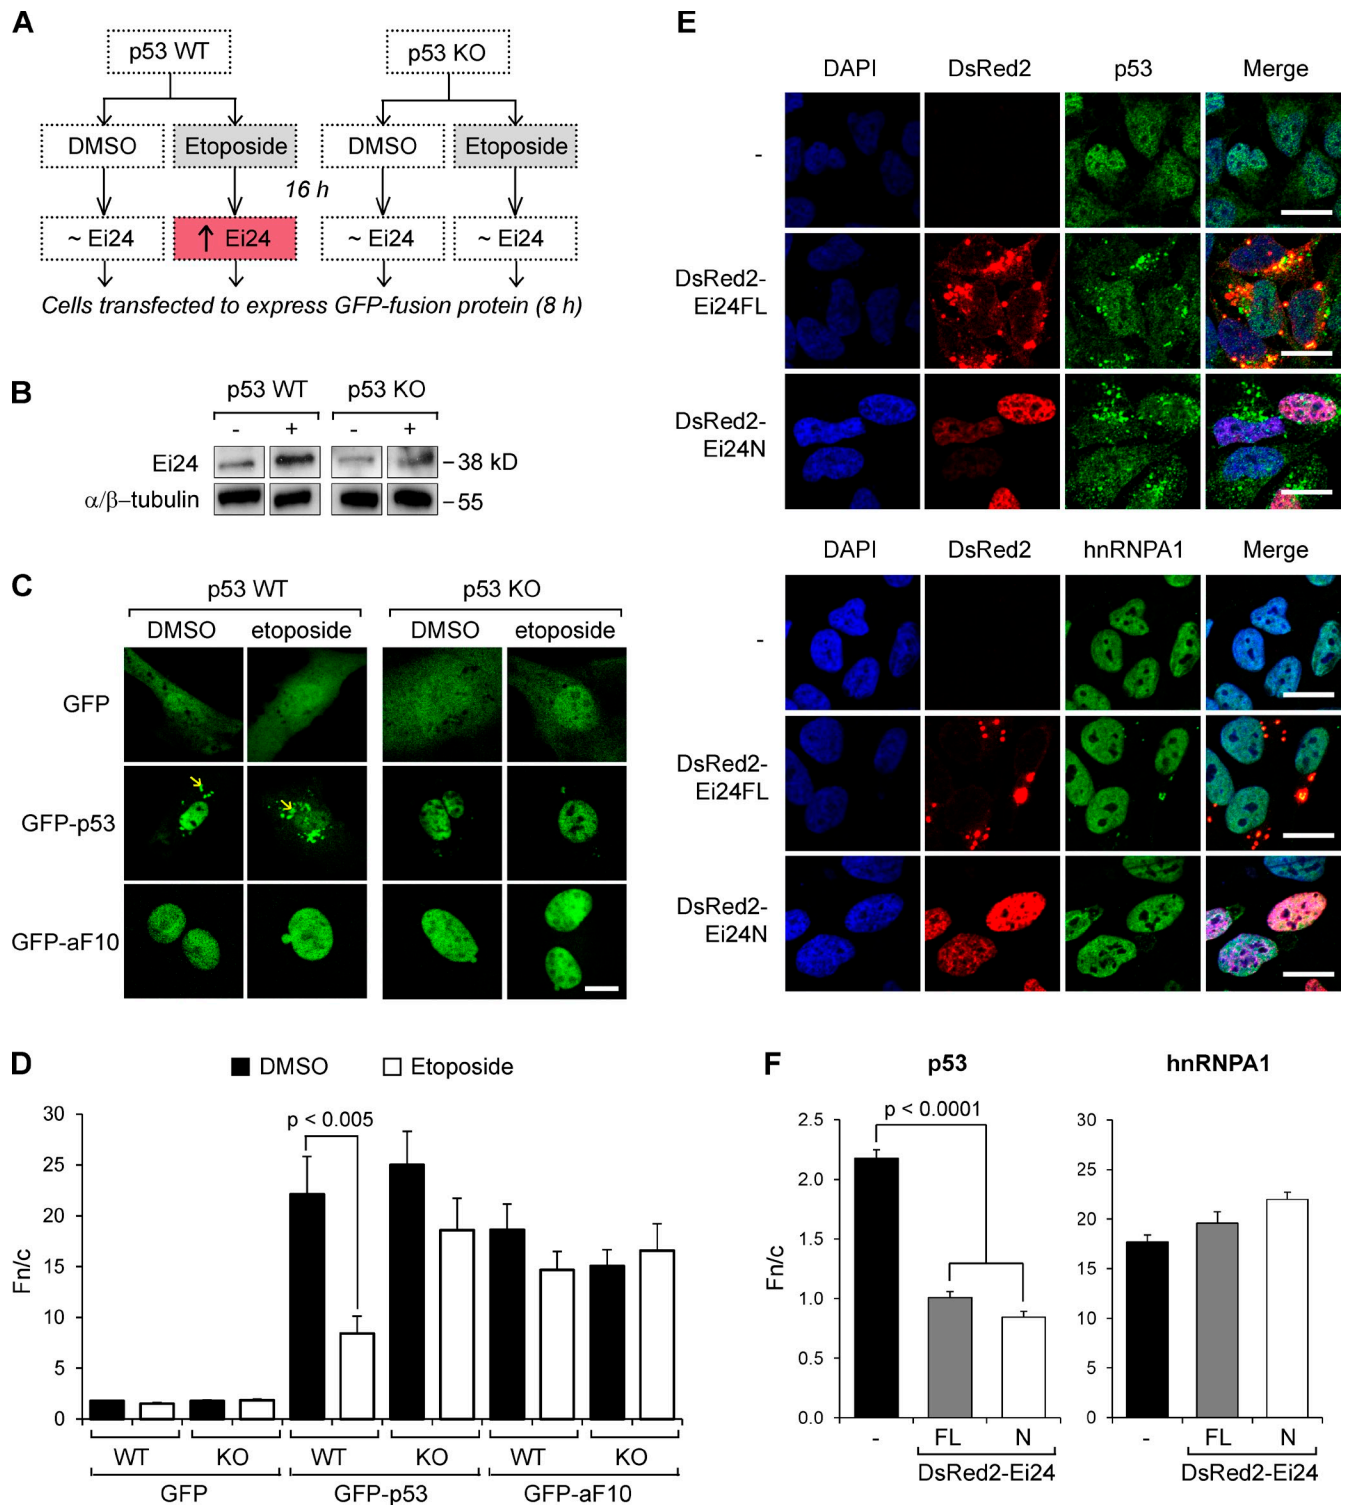 A
p53 WT
p53 KO
DMSO
Etoposide
DMSO
Etoposide
16 h
~ Ei24
↑ Ei24
~ Ei24
~ Ei24
Cells transfected to express GFP-fusion protein (8 h)
B
p53 WT
p53 KO
- + - +
Ei24
38 kD
α/β−tubulin
55
C
p53 WT
p53 KO
DMSO
etoposide
DMSO
etoposide
GFP
GFP-p53
GFP-aF10
D
DMSO
Etoposide
p < 0.005
30
25
20
15
10
5
0
Fn/c
WT
KO
WT
KO
WT
KO
GFP
GFP-p53
GFP-aF10
E
DAPI
DsRed2
p53
Merge
-
DsRed2-
Ei24FL
DsRed2-
Ei24N
DAPI
DsRed2
hnRNPA1
Merge
-
DsRed2-
Ei24FL
DsRed2-
Ei24N
F
p53
p < 0.0001
2.5
2.0
1.5
1.0
0.5
0.0
Fn/c
-
FL
N
DsRed2-Ei24
hnRNPA1
30
25
20
15
10
5
0
-
FL
N
DsRed2-Ei24